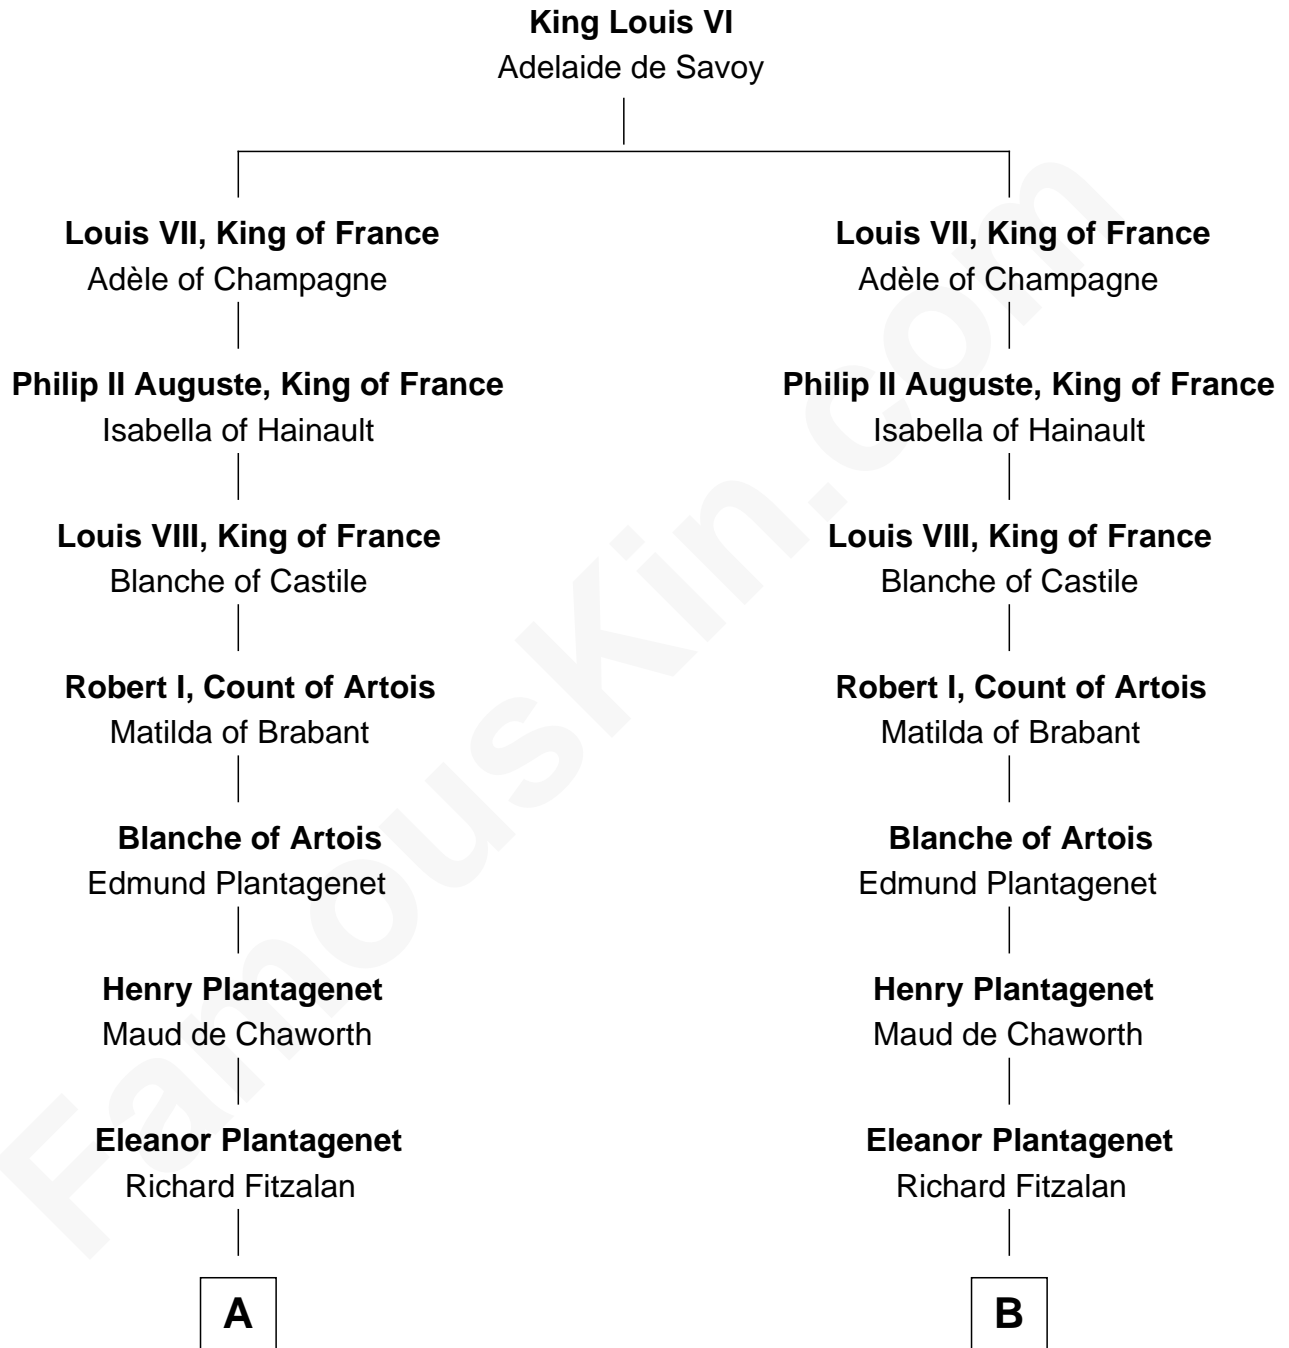 King Louis VI
Adelaide de Savoy
Louis VII, King of France
Adèle of Champagne
Philip II Auguste, King of France
Isabella of Hainault
Louis VIII, King of France
Blanche of Castile
Robert I, Count of Artois
Matilda of Brabant
Blanche of Artois
Edmund Plantagenet
Henry Plantagenet
Maud de Chaworth
Eleanor Plantagenet
Richard Fitzalan
A
Louis VII, King of France
Adèle of Champagne
Philip II Auguste, King of France
Isabella of Hainault
Louis VIII, King of France
Blanche of Castile
Robert I, Count of Artois
Matilda of Brabant
Blanche of Artois
Edmund Plantagenet
Henry Plantagenet
Maud de Chaworth
Eleanor Plantagenet
Richard Fitzalan
B
FamousKin.com